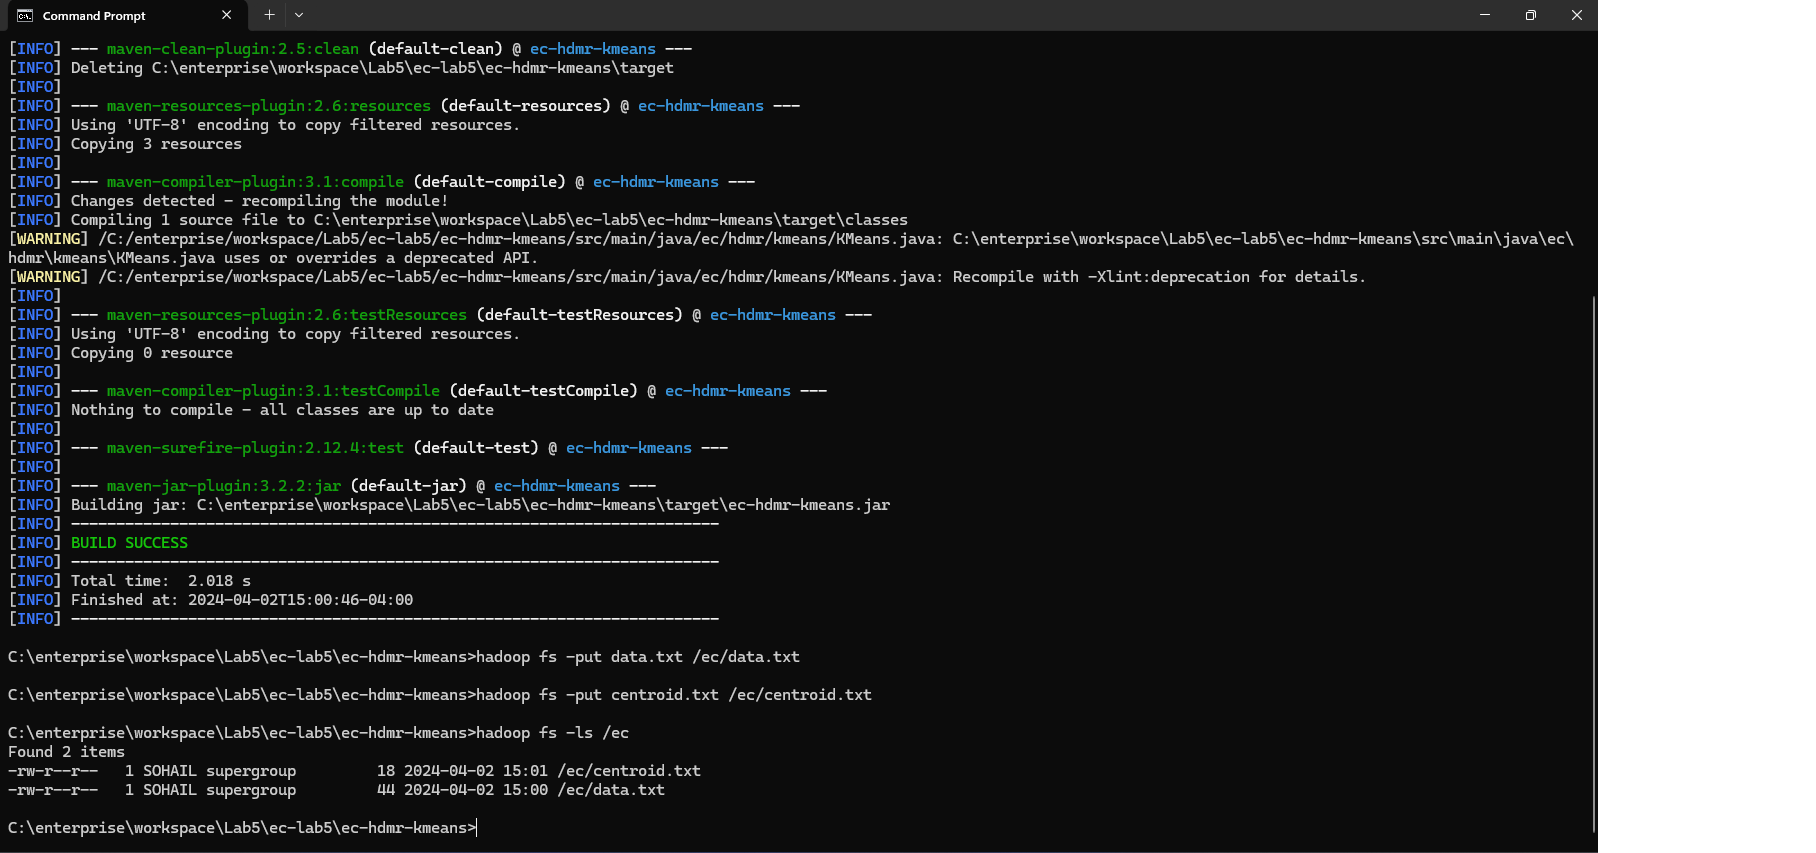 Command Prompt
[INFO] --- maven-clean-plugin:2.5:clean (default-clean) @ ec-hdmr-kmeans ---
[INFO] Deleting C:\enterprise\workspace\Lab5\ec-lab5\ec-hdmr-kmeans\target
[INFO]
[INFO] --- maven-resources-plugin:2.6:resources (default-resources) @ ec-hdmr-kmeans ---
[INFO] Using 'UTF-8' encoding to copy filtered resources.
[INFO] Copying 3 resources
[INFO]
[INFO] --- maven-compiler-plugin:3.1:compile (default-compile) @ ec-hdmr-kmeans ---
[INFO] Changes detected - recompiling the module!
[INFO] Compiling 1 source file to C:\enterprise\workspace\Lab5\ec-lab5\ec-hdmr-kmeans\target\classes
[WARNING] /C:/enterprise/workspace/Lab5/ec-lab5/ec-hdmr-kmeans/src/main/java/ec/hdmr/kmeans/KMeans.java: C:\enterprise\workspace\Lab5\ec-lab5\ec-hdmr-kmeans\src\main\java\ec\
hdmr\kmeans\KMeans.java uses or overrides a deprecated API.
[WARNING] /C:/enterprise/workspace/Lab5/ec-lab5/ec-hdmr-kmeans/src/main/java/ec/hdmr/kmeans/KMeans.java: Recompile with -Xlint:deprecation for details.
[INFO]
[INFO] --- maven-resources-plugin:2.6:testResources (default-testResources) @ ec-hdmr-kmeans ---
[INFO] Using 'UTF-8' encoding to copy filtered resources.
[INFO] Copying 0 resource
[INFO]
[INFO] --- maven-compiler-plugin:3.1:testCompile (default-testCompile) @ ec-hdmr-kmeans ---
[INFO] Nothing to compile - all classes are up to date
[INFO]
[INFO] --- maven-surefire-plugin:2.12.4:test (default-test) @ ec-hdmr-kmeans ---
[INFO]
[INFO] --- maven-jar-plugin:3.2.2:jar (default-jar) @ ec-hdmr-kmeans ---
[INFO] Building jar: C:\enterprise\workspace\Lab5\ec-lab5\ec-hdmr-kmeans\target\ec-hdmr-kmeans.jar
[INFO] ------------------------------------------------------------------------
[INFO] BUILD SUCCESS
[INFO] ------------------------------------------------------------------------
[INFO] Total time:  2.018 s
[INFO] Finished at: 2024-04-02T15:00:46-04:00
[INFO] ------------------------------------------------------------------------
C:\enterprise\workspace\Lab5\ec-lab5\ec-hdmr-kmeans>hadoop fs -put data.txt /ec/data.txt
C:\enterprise\workspace\Lab5\ec-lab5\ec-hdmr-kmeans>hadoop fs -put centroid.txt /ec/centroid.txt
C:\enterprise\workspace\Lab5\ec-lab5\ec-hdmr-kmeans>hadoop fs -ls /ec
Found 2 items
-rw-r--r--   1 SOHAIL supergroup         18 2024-04-02 15:01 /ec/centroid.txt
-rw-r--r--   1 SOHAIL supergroup         44 2024-04-02 15:00 /ec/data.txt
C:\enterprise\workspace\Lab5\ec-lab5\ec-hdmr-kmeans>